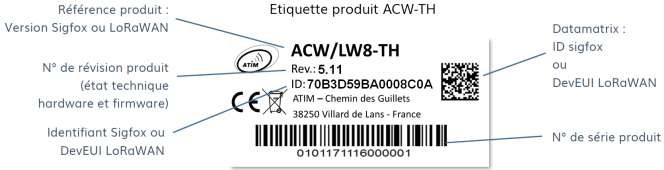 Etiquette produit ACW-TH
Référence produit :
Version Sigfox ou LoRaWAN
N° de révision produit
(état technique
hardware et firmware)
Identifiant Sigfox ou
DevEUI LoRaWAN
ATIM
ACW/LW8-TH
Rev.: 5.11
ID:70B3D59BA0008C0A
ATIM – Chemin des Guillets
38250 Villard de Lans - France
0101171116000001
Datamatrix :
ID sigfox
ou
DevEUI LoRaWAN
N° de série produit